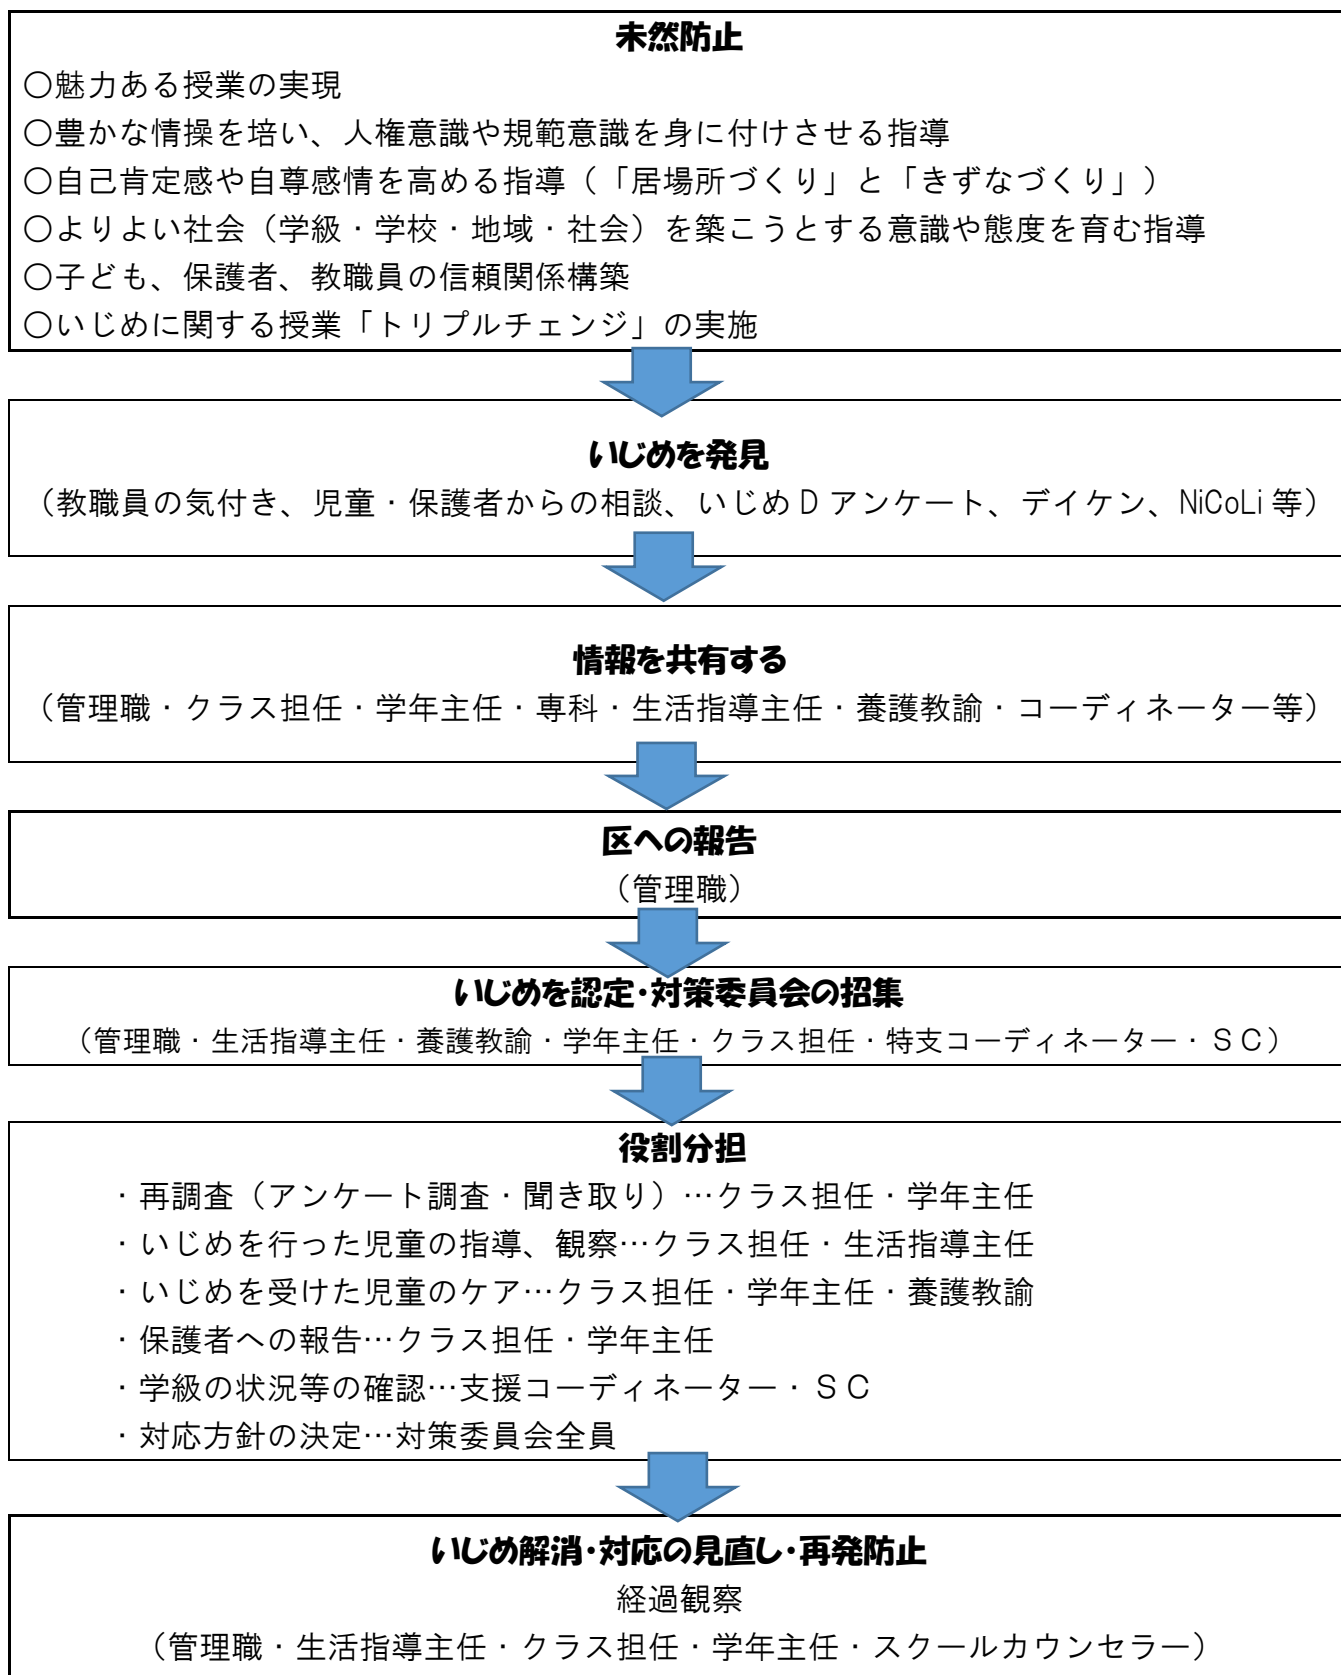 未然防止
○魅力ある授業の実現
○豊かな情操を培い、人権意識や規範意識を身に付けさせる指導
○自己肯定感や自尊感情を高める指導（「居場所づくり」と「きずなづくり」）
○よりよい社会（学級・学校・地域・社会）を築こうとする意識や態度を育む指導
○子ども、保護者、教職員の信頼関係構築
○いじめに関する授業「トリプルチェンジ」の実施
いじめを発見
（教職員の気付き、児童・保護者からの相談、いじめ D アンケート、デイケン、NiCoLi 等）
情報を共有する
（管理職・クラス担任・学年主任・専科・生活指導主任・養護教諭・コーディネーター等）
区への報告
（管理職）
いじめを認定・対策委員会の招集
（管理職・生活指導主任・養護教諭・学年主任・クラス担任・特支コーディネーター・ＳＣ）
役割分担
・再調査（アンケート調査・聞き取り）…クラス担任・学年主任
・いじめを行った児童の指導、観察…クラス担任・生活指導主任
・いじめを受けた児童のケア…クラス担任・学年主任・養護教諭
・保護者への報告…クラス担任・学年主任
・学級の状況等の確認…支援コーディネーター・ＳＣ
・対応方針の決定…対策委員会全員
いじめ解消・対応の見直し・再発防止
経過観察
（管理職・生活指導主任・クラス担任・学年主任・スクールカウンセラー）